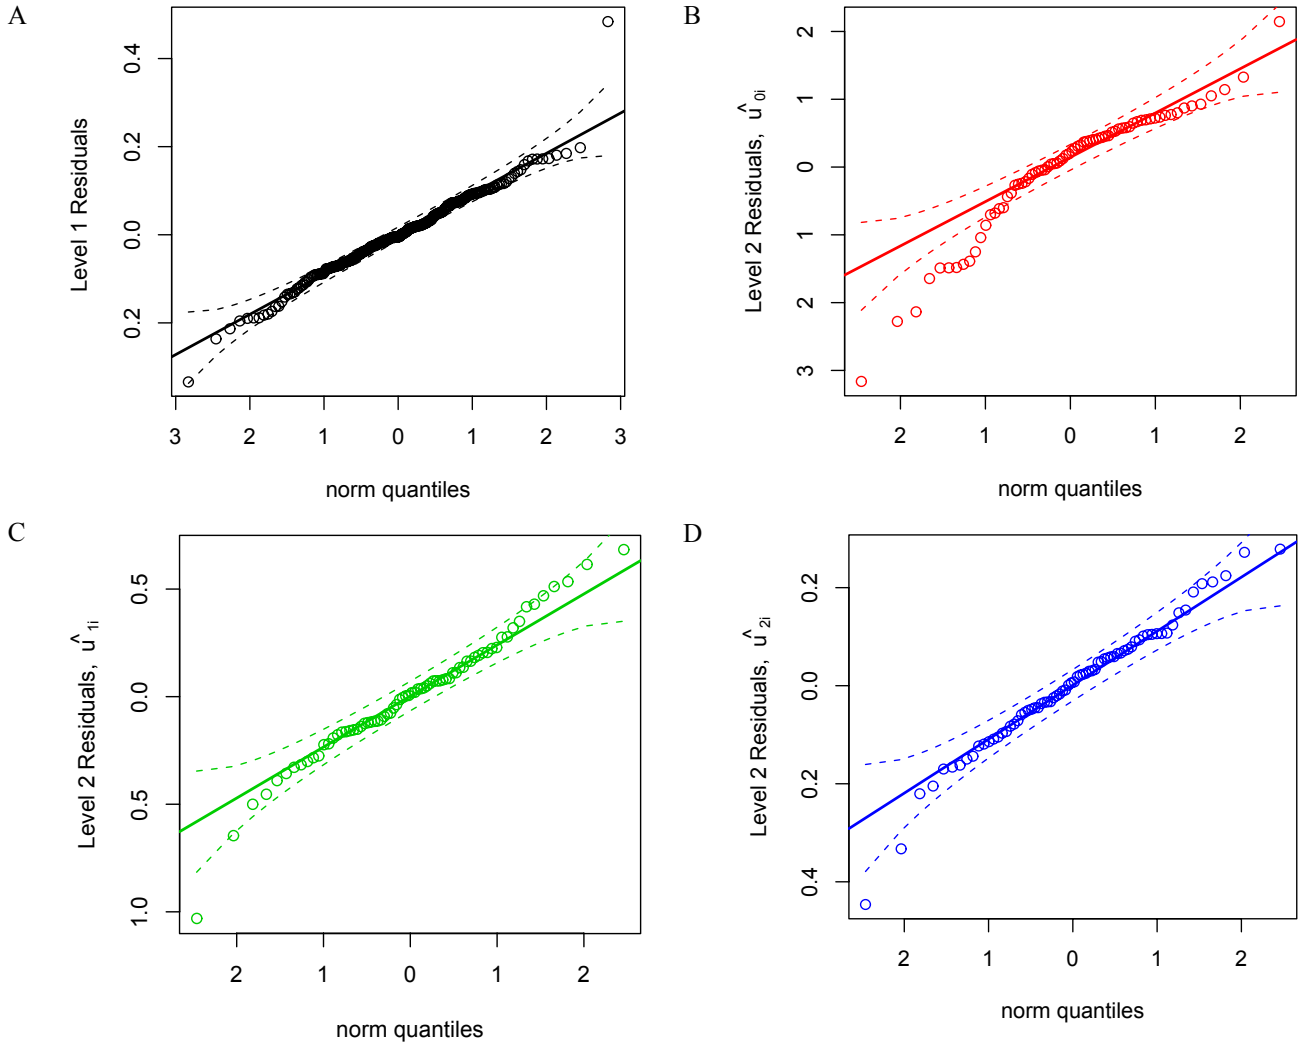 A
Level 1 Residuals
0.4
0.2
0.0
0.2
3 2 1 0 1 2 3
norm quantiles
B
Level 2 Residuals, û 0i
2
1
0
1
2
3
2 1 0 1 2
norm quantiles
C
Level 2 Residuals, û 1i
0.5
0.0
0.5
1.0
2 1 0 1 2
norm quantiles
D
Level 2 Residuals, û 2i
0.2
0.0
0.2
0.4
2 1 0 1 2
norm quantiles